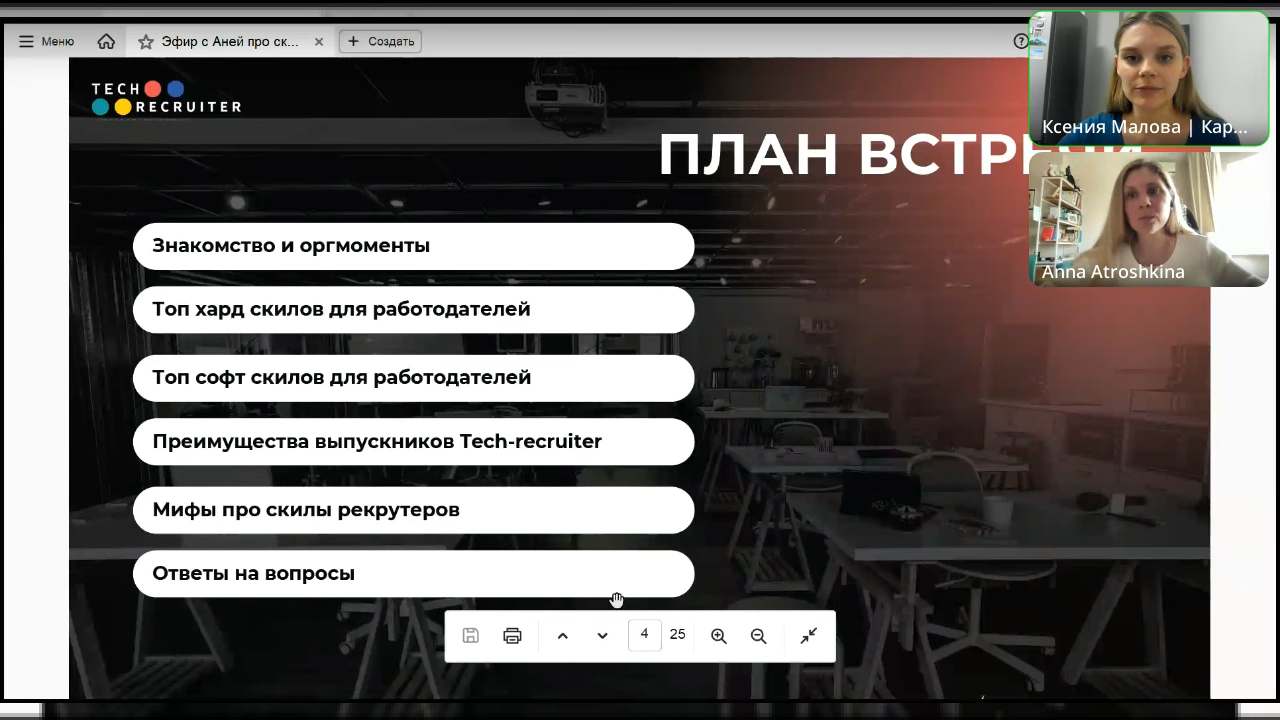 Меню
Эфир с Аней про ск...
Создать
TECH
RECRUITER
ПЛАН ВСТРЕЧИ
Ксения Малова | Кар...
Anna Atroshkina
Знакомство и оргмоменты
Топ хард скилов для работодателей
Топ софт скилов для работодателей
Преимущества выпускников Tech-recruiter
Мифы про скилы рекрутеров
Ответы на вопросы
4 25